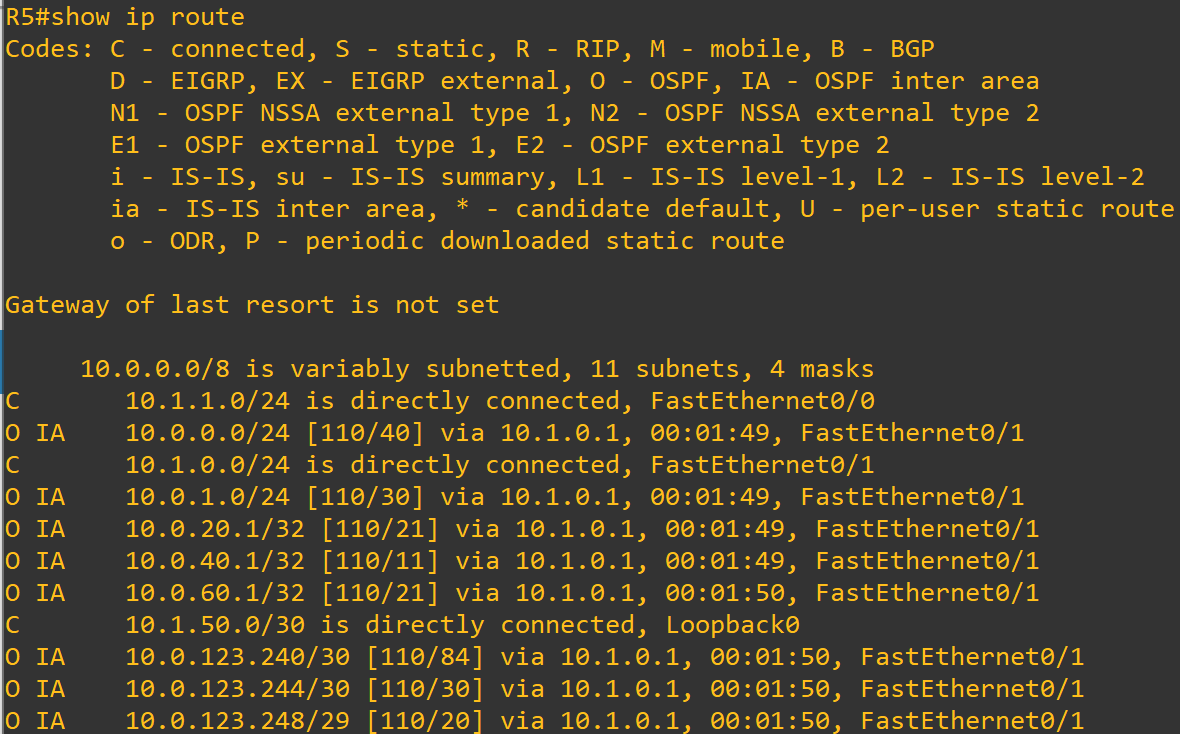 R5#show ip route
Codes: C - connected, S - static, R - RIP, M - mobile, B - BGP
       D - EIGRP, EX - EIGRP external, O - OSPF, IA - OSPF inter area
       N1 - OSPF NSSA external type 1, N2 - OSPF NSSA external type 2
       E1 - OSPF external type 1, E2 - OSPF external type 2
       i - IS-IS, su - IS-IS summary, L1 - IS-IS level-1, L2 - IS-IS level-2
       ia - IS-IS inter area, * - candidate default, U - per-user static route
       o - ODR, P - periodic downloaded static route
Gateway of last resort is not set
     10.0.0.0/8 is variably subnetted, 11 subnets, 4 masks
C       10.1.1.0/24 is directly connected, FastEthernet0/0
O IA    10.0.0.0/24 [110/40] via 10.1.0.1, 00:01:49, FastEthernet0/1
C       10.1.0.0/24 is directly connected, FastEthernet0/1
O IA    10.0.1.0/24 [110/30] via 10.1.0.1, 00:01:49, FastEthernet0/1
O IA    10.0.20.1/32 [110/21] via 10.1.0.1, 00:01:49, FastEthernet0/1
O IA    10.0.40.1/32 [110/11] via 10.1.0.1, 00:01:49, FastEthernet0/1
O IA    10.0.60.1/32 [110/21] via 10.1.0.1, 00:01:50, FastEthernet0/1
C       10.1.50.0/30 is directly connected, Loopback0
O IA    10.0.123.240/30 [110/84] via 10.1.0.1, 00:01:50, FastEthernet0/1
O IA    10.0.123.244/30 [110/30] via 10.1.0.1, 00:01:50, FastEthernet0/1
O IA    10.0.123.248/29 [110/20] via 10.1.0.1, 00:01:50, FastEthernet0/1